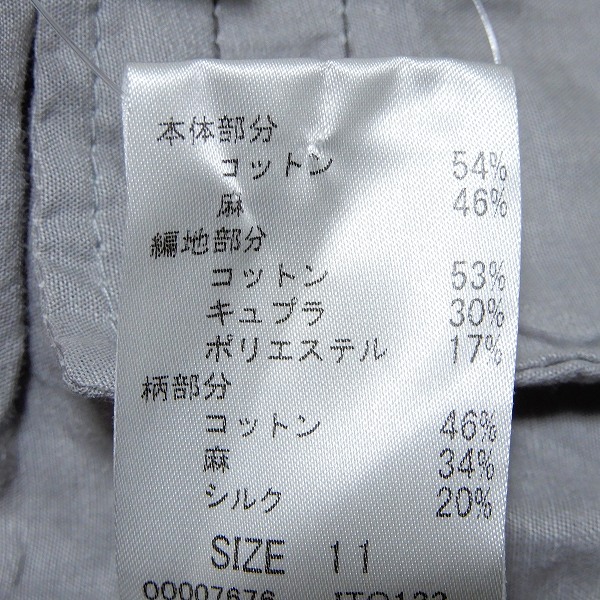 本体部分
コットン 54%
麻 46%
編地部分
コットン 53%
キュプラ 30%
ポリエステル 17%
柄部分
コットン 46%
麻 34%
シルク 20%
SIZE 11
00007676